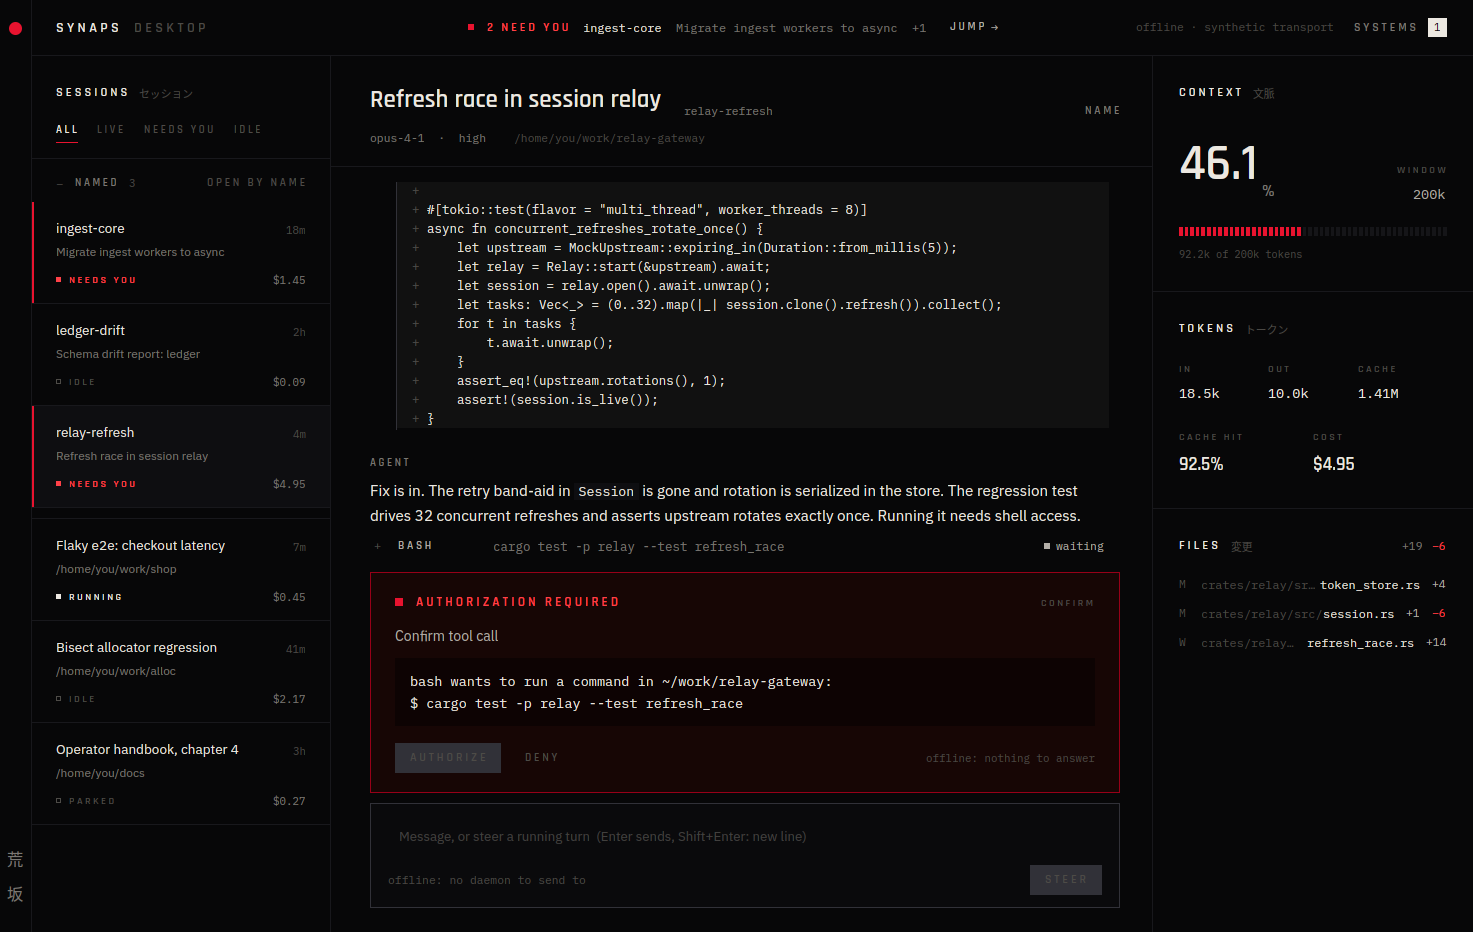 SYNAPS DESKTOP
2 NEED YOU ingest-core Migrate ingest workers to async +1 JUMP →
offline · synthetic transport SYSTEMS 1
SESSIONS セッション
ALL LIVE NEEDS YOU IDLE
– NAMED 3 OPEN BY NAME
ingest-core 18m
Migrate ingest workers to async
NEEDS YOU $1.45
ledger-drift 2h
Schema drift report: ledger
IDLE $0.09
relay-refresh 4m
Refresh race in session relay
NEEDS YOU $4.95
Flaky e2e: checkout latency 7m
/home/you/work/shop
RUNNING $0.45
Bisect allocator regression 41m
/home/you/work/alloc
IDLE $2.17
Operator handbook, chapter 4 3h
/home/you/docs
PARKED $0.27
荒
坂
Refresh race in session relay relay-refresh NAME
opus-4-1 · high /home/you/work/relay-gateway
+
+ #[tokio::test(flavor = "multi_thread", worker_threads = 8)]
+ async fn concurrent_refreshes_rotate_once() {
+     let upstream = MockUpstream::expiring_in(Duration::from_millis(5));
+     let relay = Relay::start(&upstream).await;
+     let session = relay.open().await.unwrap();
+     let tasks: Vec<_> = (0..32).map(|_| session.clone().refresh()).collect();
+     for t in tasks {
+         t.await.unwrap();
+     }
+     assert_eq!(upstream.rotations(), 1);
+     assert!(session.is_live());
+ }
AGENT
Fix is in. The retry band-aid in Session is gone and rotation is serialized in the store. The regression test
drives 32 concurrent refreshes and asserts upstream rotates exactly once. Running it needs shell access.
+ BASH cargo test -p relay --test refresh_race waiting
AUTHORIZATION REQUIRED CONFIRM
Confirm tool call
bash wants to run a command in ~/work/relay-gateway:
$ cargo test -p relay --test refresh_race
AUTHORIZE DENY offline: nothing to answer
Message, or steer a running turn (Enter sends, Shift+Enter: new line)
offline: no daemon to send to STEER
CONTEXT 文脈
46.1 % WINDOW
200k
92.2k of 200k tokens
TOKENS トークン
IN OUT CACHE
18.5k 10.0k 1.41M
CACHE HIT COST
92.5% $4.95
FILES 変更 +19 −6
M crates/relay/sr… token_store.rs +4
M crates/relay/src/session.rs +1 −6
W crates/relay… refresh_race.rs +14